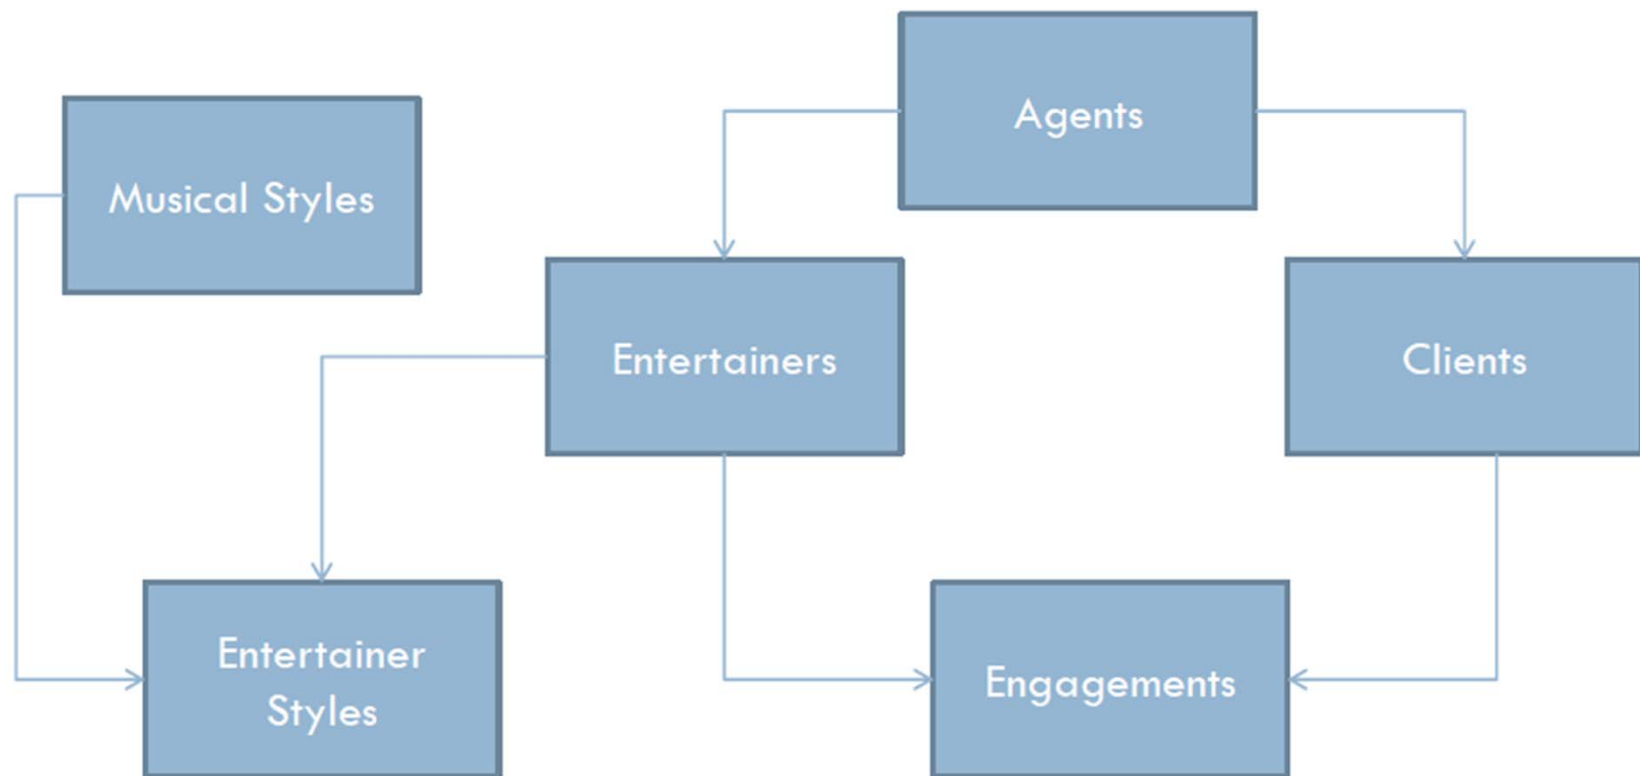 Agents
Musical Styles
Entertainers
Clients
Entertainer
Styles
Engagements